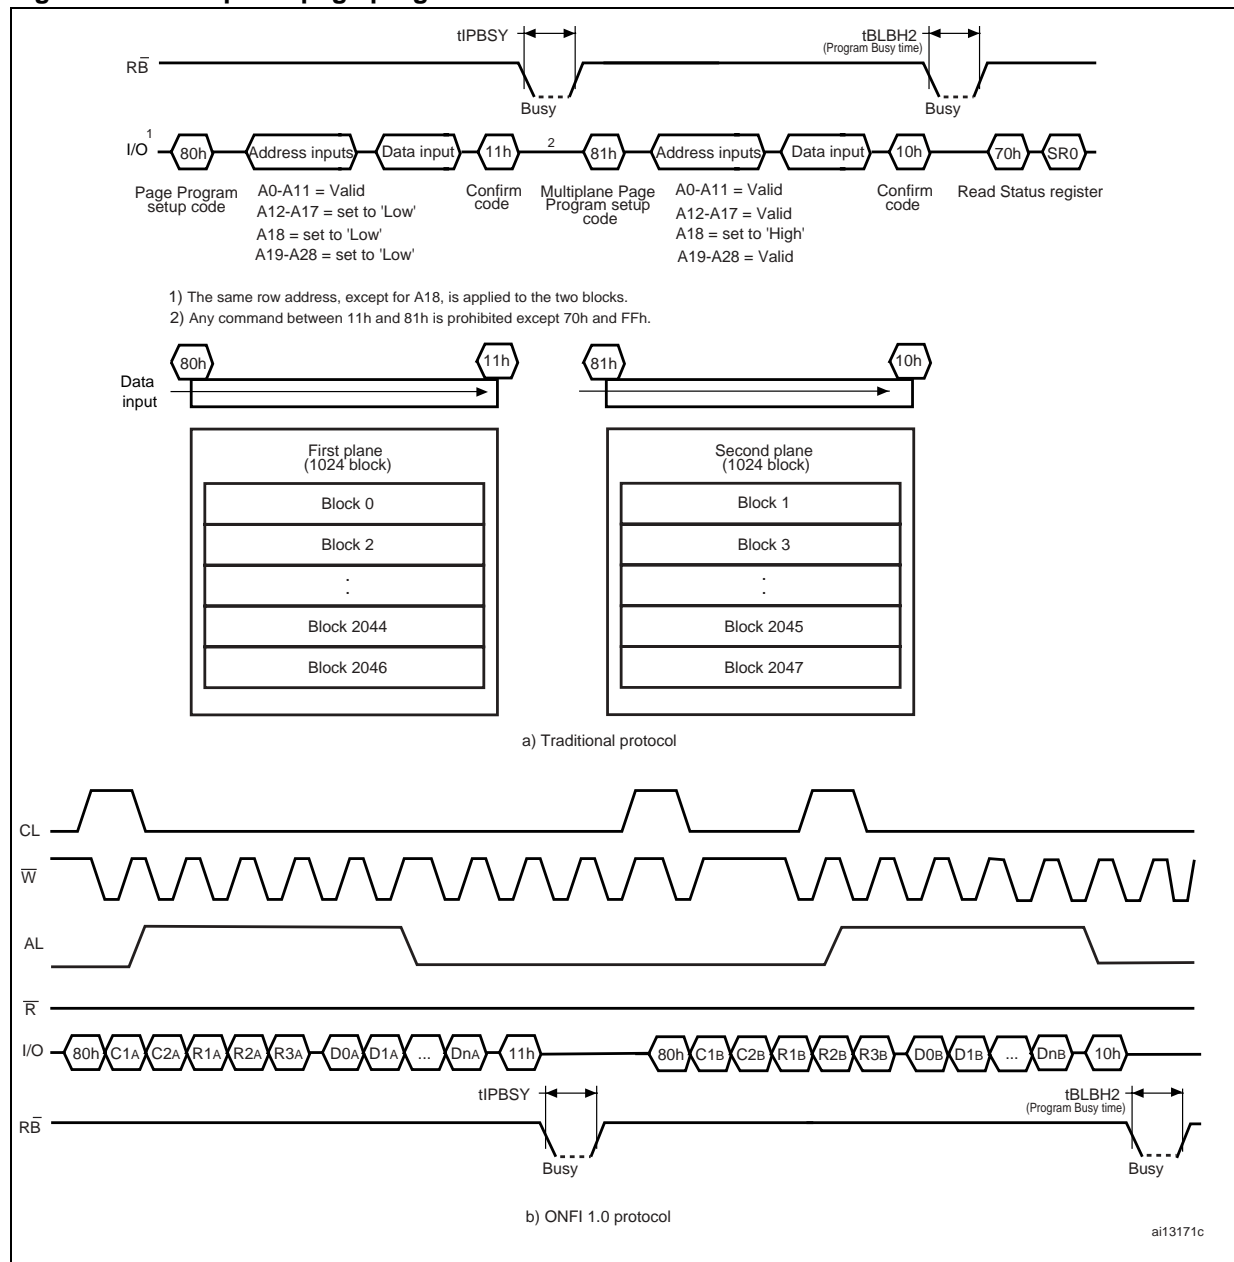 tIPBSY
tBLBH2
(Program Busy time)
RB̅
Busy
Busy
I/O 1 80h Address inputs Data input 11h 2 81h Address inputs Data input 10h 70h SR0
Page Program setup code
A0-A11 = Valid
A12-A17 = set to 'Low'
A18 = set to 'Low'
A19-A28 = set to 'Low'
Confirm code
Multiplane Page Program setup code
A0-A11 = Valid
A12-A17 = Valid
A18 = set to 'High'
A19-A28 = Valid
Confirm code
Read Status register
1) The same row address, except for A18, is applied to the two blocks.
2) Any command between 11h and 81h is prohibited except 70h and FFh.
80h 11h 81h 10h
Data input
First plane
(1024 block)
Block 0
Block 2
:
Block 2044
Block 2046
Second plane
(1024 block)
Block 1
Block 3
:
Block 2045
Block 2047
a) Traditional protocol
CL
W̅
AL
R̅
I/O 80h C1A C2A R1A R2A R3A D0A D1A ... DnA 11h 80h C1B C2B R1B R2B R3B D0B D1B ... DnB 10h
tIPBSY
tBLBH2
(Program Busy time)
RB̅
Busy
Busy
b) ONFI 1.0 protocol
ai13171c